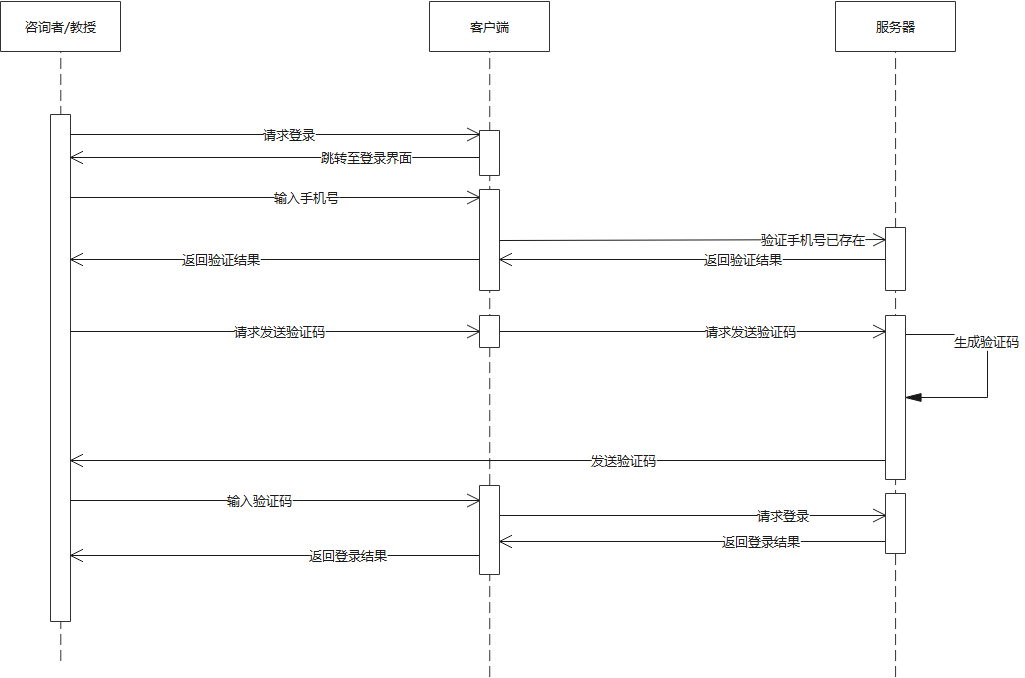 咨询者/教授
客户端
服务器
请求登录
跳转至登录界面
输入手机号
验证手机号已存在
返回验证结果
返回验证结果
请求发送验证码
请求发送验证码
生成验证码
发送验证码
输入验证码
请求登录
返回登录结果
返回登录结果